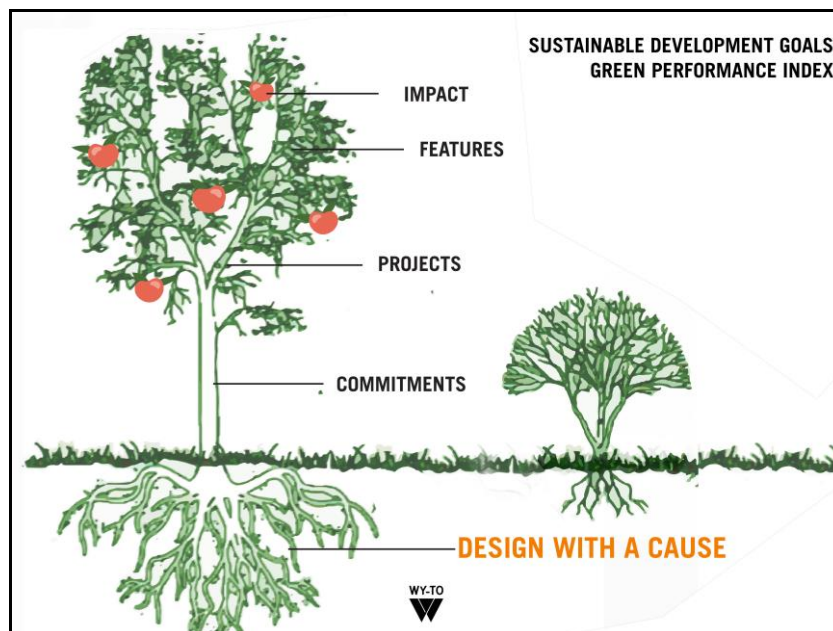 SUSTAINABLE DEVELOPMENT GOALS
GREEN PERFORMANCE INDEX
IMPACT
FEATURES
PROJECTS
COMMITMENTS
DESIGN WITH A CAUSE
WY-TO